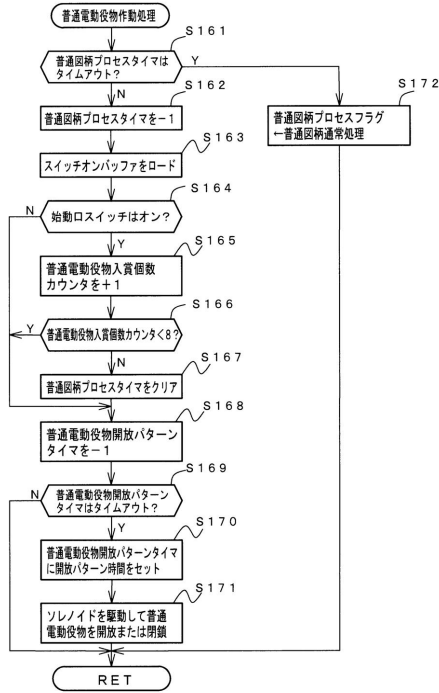 普通電動役物作動処理
S161
普通図柄プロセスタイマは
タイムアウト?
Y
N
S162
S172
普通図柄プロセスタイマを-1
普通図柄プロセスフラグ
←普通図柄通常処理
S163
スイッチオンバッファをロード
S164
N
始動口スイッチはオン?
Y
S165
普通電動役物入賞個数
カウンタを+1
S166
Y
普通電動役物入賞個数カウンタ<8?
N
S167
普通図柄プロセスタイマをクリア
S168
普通電動役物開放パターン
タイマを-1
S169
N
普通電動役物開放パターン
タイマはタイムアウト?
Y
S170
普通電動役物開放パターンタイマ
に開放パターン時間をセット
S171
ソレノイドを駆動して普通
電動役物を開放または閉鎖
RET